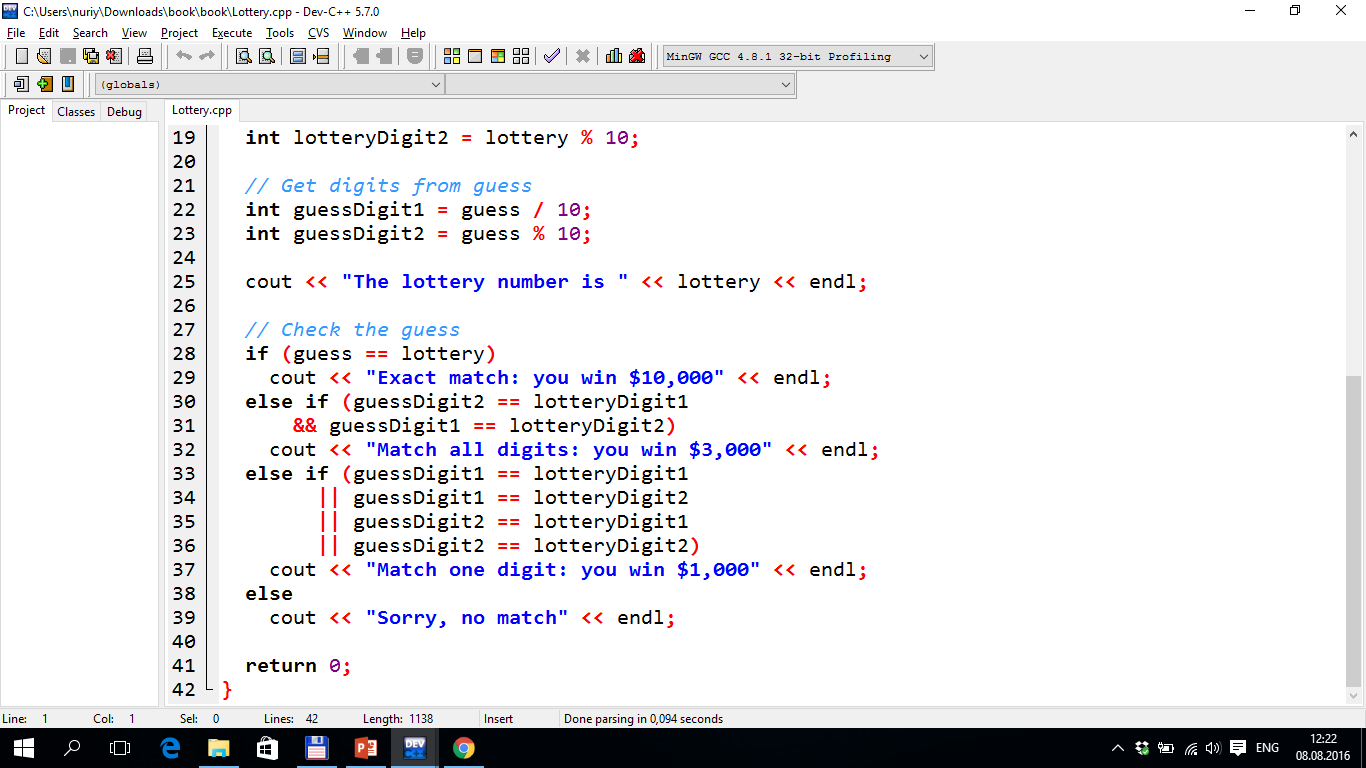 C:\Users\nuriy\Downloads\book\book\Lottery.cpp - Dev-C++ 5.7.0
File Edit Search View Project Execute Tools CVS Window Help
MinGW GCC 4.8.1 32-bit Profiling
(globals)
Project Classes Debug Lottery.cpp
19 int lotteryDigit2 = lottery % 10;
20
21 // Get digits from guess
22 int guessDigit1 = guess / 10;
23 int guessDigit2 = guess % 10;
24
25 cout << "The lottery number is " << lottery << endl;
26
27 // Check the guess
28 if (guess == lottery)
29 cout << "Exact match: you win $10,000" << endl;
30 else if (guessDigit2 == lotteryDigit1
31 && guessDigit1 == lotteryDigit2)
32 cout << "Match all digits: you win $3,000" << endl;
33 else if (guessDigit1 == lotteryDigit1
34 || guessDigit1 == lotteryDigit2
35 || guessDigit2 == lotteryDigit1
36 || guessDigit2 == lotteryDigit2)
37 cout << "Match one digit: you win $1,000" << endl;
38 else
39 cout << "Sorry, no match" << endl;
40
41 return 0;
42 }
Line: 1 Col: 1 Sel: 0 Lines: 42 Length: 1138 Insert Done parsing in 0,094 seconds
DEV
ENG
12:22
08.08.2016